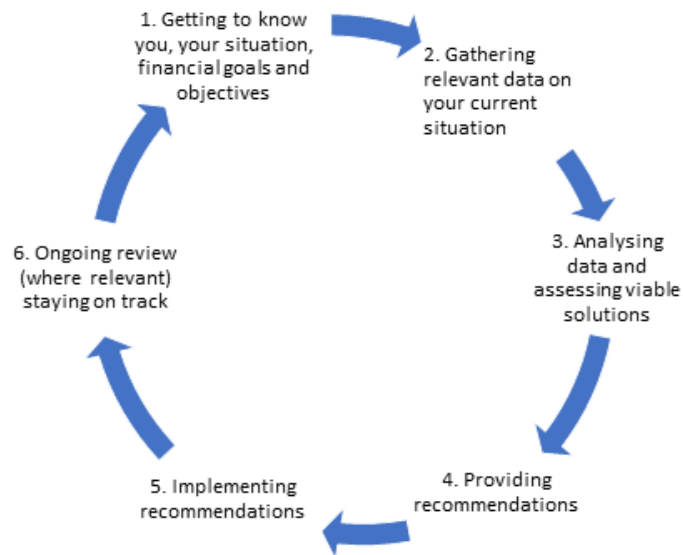 1. Getting to know
you, your situation,
financial goals and
objectives
2. Gathering
relevant data on
your current
situation
3. Analysing
data and
assessing viable
solutions
4. Providing
recommendations
5. Implementing
recommendations
6. Ongoing review
(where relevant)
staying on track